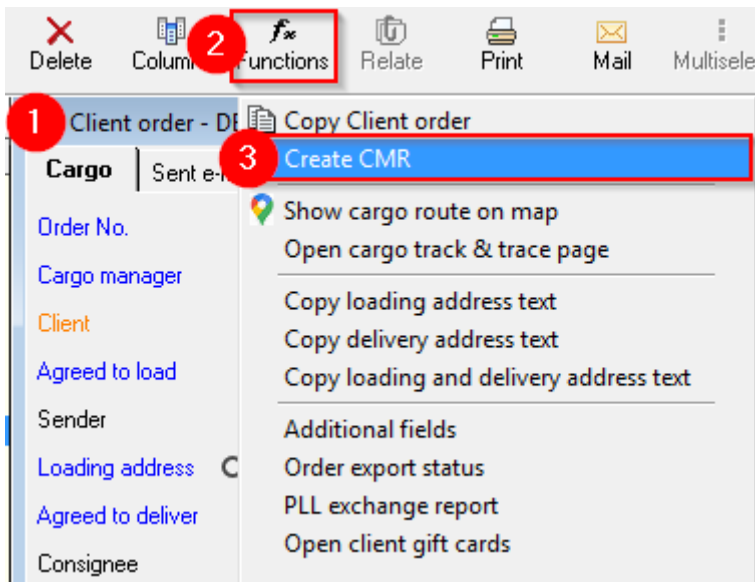 Delete Colum 2 Functions Relate Print Mail Multisele
1 Client order - DE
Copy Client order
Cargo Sent e-
3 Create CMR
Show cargo route on map
Order No.
Open cargo track & trace page
Cargo manager
Copy loading address text
Client
Copy delivery address text
Agreed to load
Copy loading and delivery address text
Sender
Additional fields
Loading address
Order export status
Agreed to deliver
PLL exchange report
Open client gift cards
Consignee